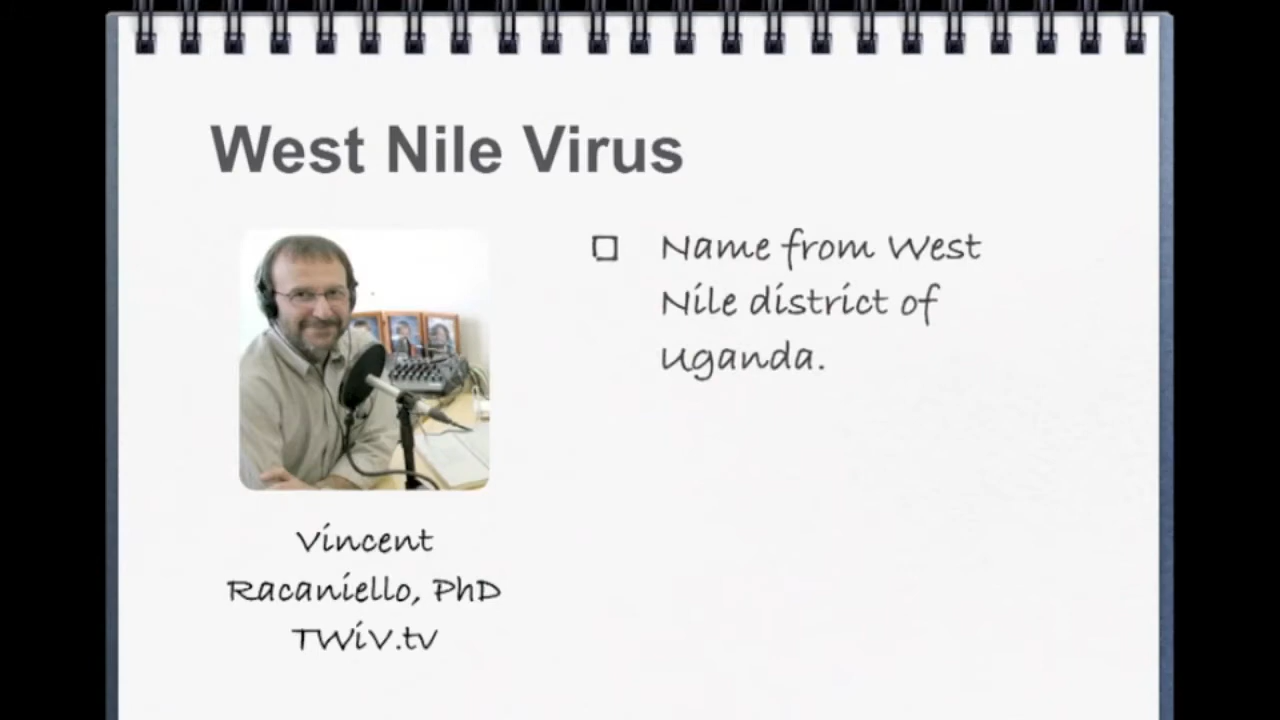 West Nile Virus
Name from West
Nile district of
Uganda.
Vincent
Racaniello, PhD
TWiV.tv